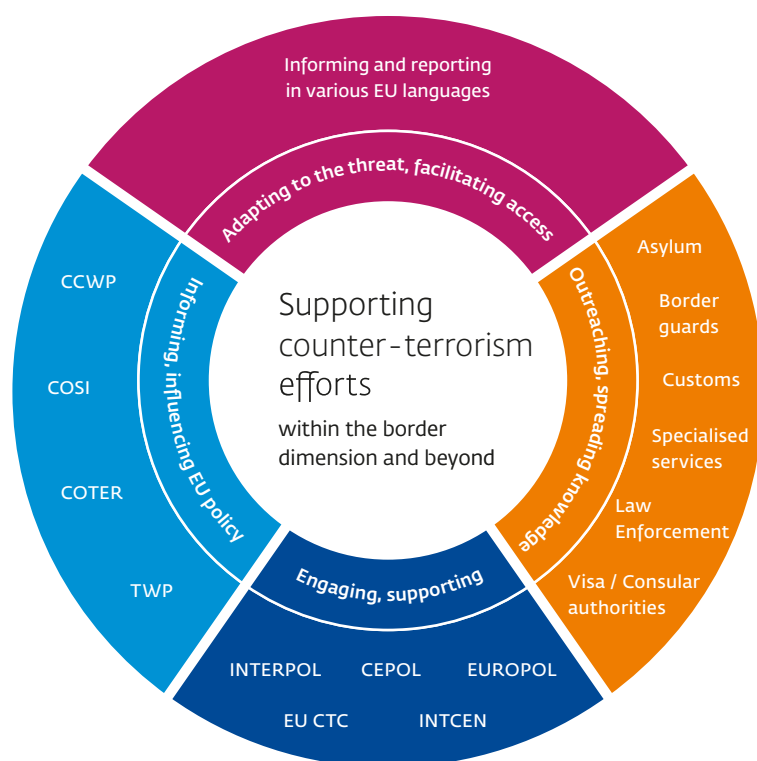 Informing and reporting
in various EU languages
Adapting to the threat, facilitating access
Asylum
Border
guards
Customs
Specialised
services
Law
Enforcement
Visa / Consular
authorities
Outreaching, spreading knowledge
Engaging, supporting
INTERPOL CEPOL EUROPOL
EU CTC INTCEN
CCWP
COSI
COTER
TWP
Informing, influencing EU policy
Supporting
counter-terrorism
efforts
within the border
dimension and beyond